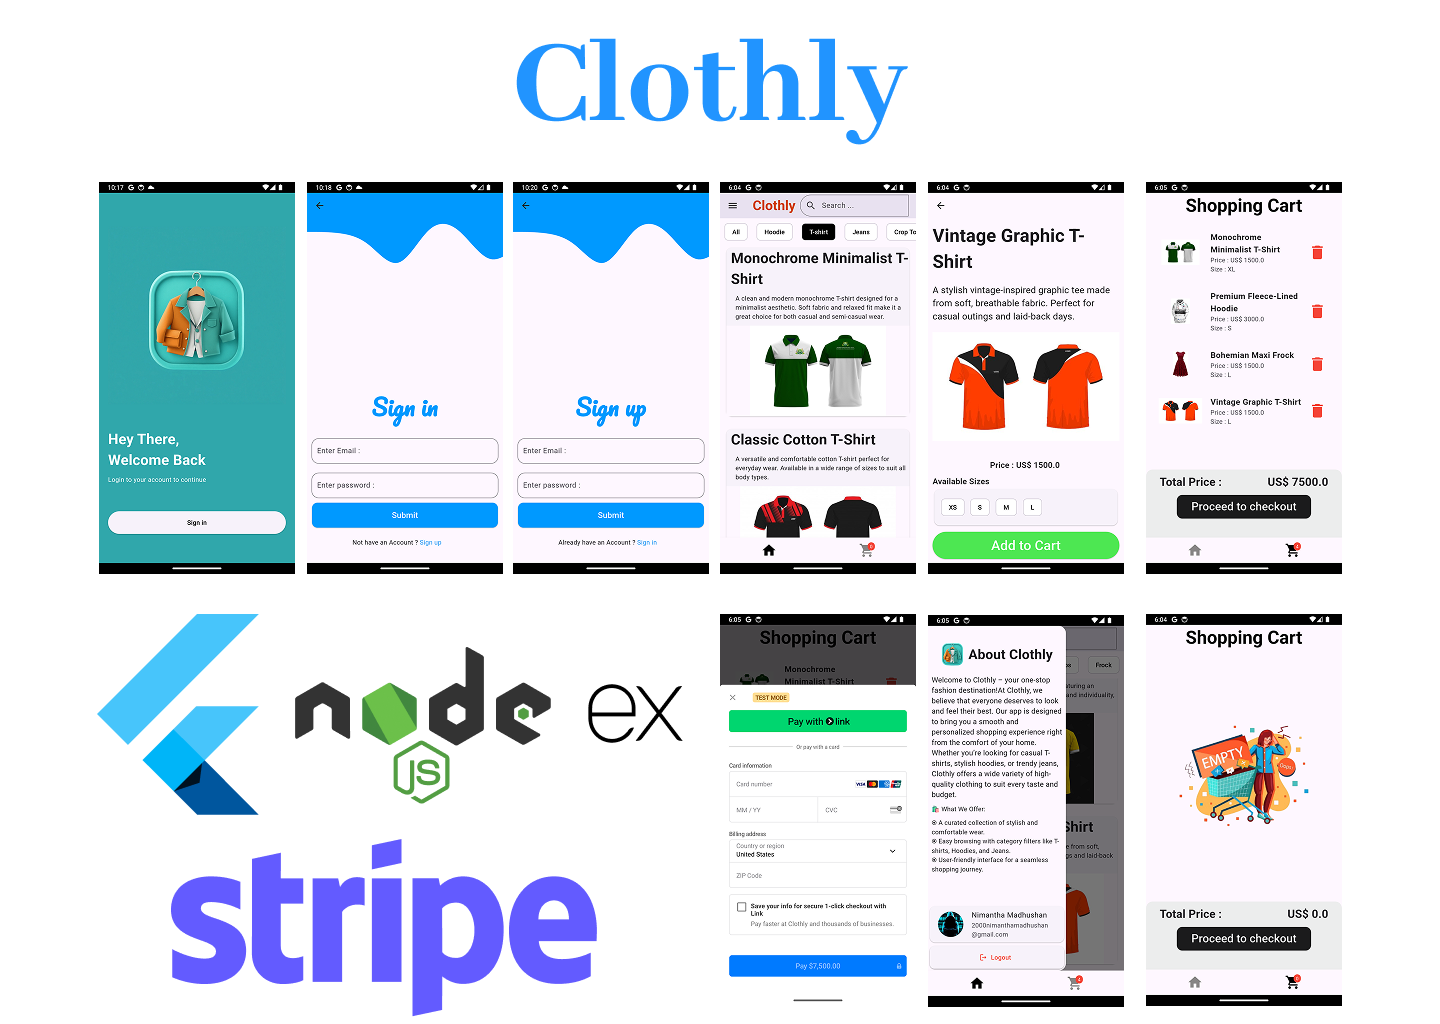 Clothly
10:17
Hey There,
Welcome Back
Login to your account to continue
Sign in
10:18
Sign in
Enter Email :
Enter password :
Submit
Not have an Account ? Sign up
10:20
Sign up
Enter Email :
Enter password :
Submit
Already have an Account ? Sign in
6:04
Clothly
Search ...
All
Hoodie
T-shirt
Jeans
Crop To
Monochrome Minimalist T-
Shirt
A clean and modern monochrome T-shirt designed for a
minimalist aesthetic. Soft fabric and relaxed fit make it a
great choice for both casual and semi-casual wear.
Classic Cotton T-Shirt
A versatile and comfortable cotton T-shirt perfect for
everyday wear. Available in a wide range of sizes to suit all
body types.
6:04
Vintage Graphic T-
Shirt
A stylish vintage-inspired graphic tee made
from soft, breathable fabric. Perfect for
casual outings and laid-back days.
Price : US$ 1500.0
Available Sizes
XS
S
M
L
Add to Cart
6:05
Shopping Cart
Monochrome
Minimalist T-Shirt
Price : US$ 1500.0
Size : XL
Premium Fleece-Lined
Hoodie
Price : US$ 3000.0
Size : S
Bohemian Maxi Frock
Price : US$ 1500.0
Size : L
Vintage Graphic T-Shirt
Price : US$ 1500.0
Size : L
Total Price :
US$ 7500.0
Proceed to checkout
node
JS
ex
stripe
6:05
Shopping Cart
Monochrome
Minimalist T-Shirt
TEST MODE
Pay with link
Or pay with a card
Card information
Card number
VISA
MM / YY
CVC
Billing address
Country or region
United States
ZIP Code
Save your info for secure 1-click checkout with
Link
Pay faster at Clothly and thousands of businesses.
Pay $7,500.00
6:05
About Clothly
Welcome to Clothly – your one-stop
fashion destination!At Clothly, we
believe that everyone deserves to look
and feel their best. Our app is designed
to bring you a smooth and
personalized shopping experience right
from the comfort of your home.
Whether you're looking for casual T-
shirts, stylish hoodies, or trendy jeans,
Clothly offers a wide variety of high-
quality clothing to suit every taste and
budget.
🛍️ What We Offer:
⦿ A curated collection of stylish and
comfortable wear.
⦿ Easy browsing with category filters like T-
shirts, Hoodies, and Jeans.
⦿ User-friendly interface for a seamless
shopping journey.
Nimantha Madhushan
2000nimanthamadhushan
@gmail.com
Logout
Frock
aturing an
and individuality,
Shirt
e from soft,
gs and laid-back
6:04
Shopping Cart
EMPTY
Oops!
Total Price :
US$ 0.0
Proceed to checkout